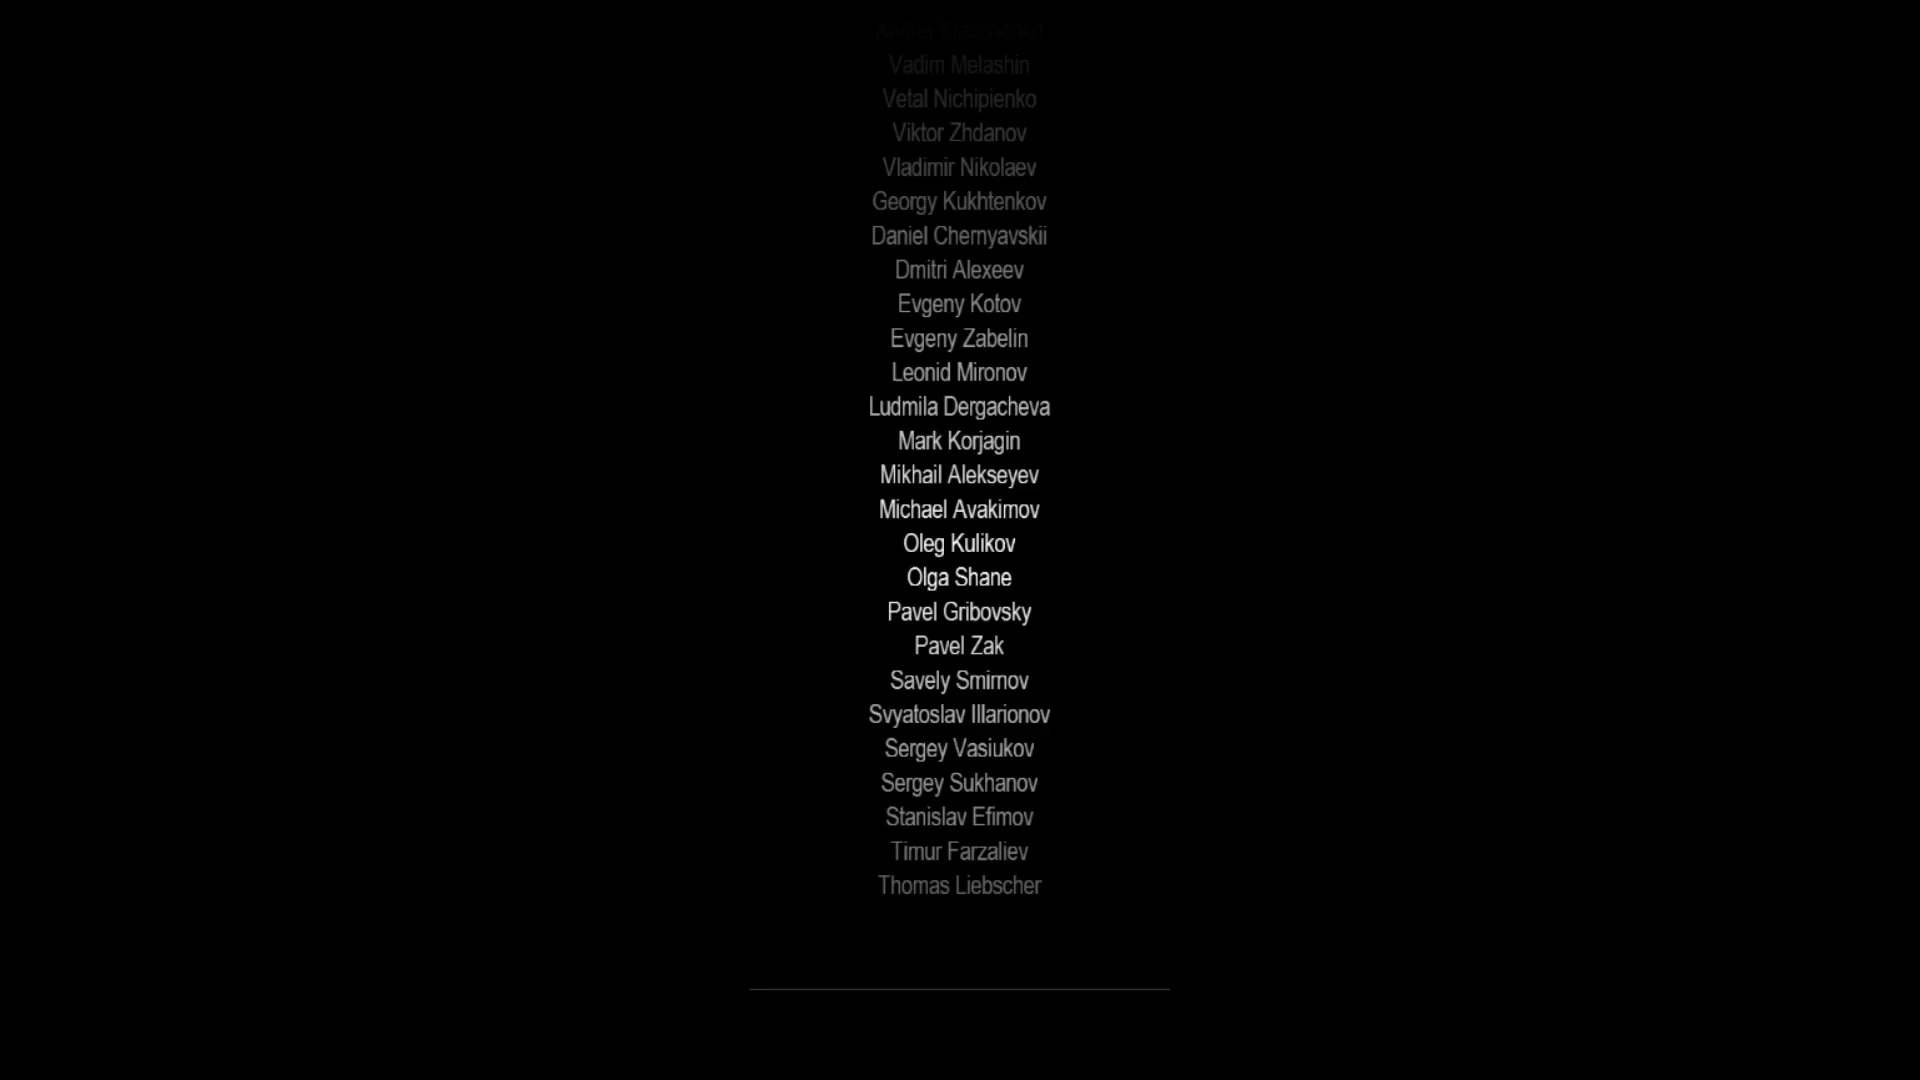 Vadim Melashin
Vetal Nichipienko
Viktor Zhdanov
Vladimir Nikolaev
Georgy Kukhtenkov
Daniel Chernyavskii
Dmitri Alexeev
Evgeny Kotov
Evgeny Zabelin
Leonid Mironov
Ludmila Dergacheva
Mark Korjagin
Mikhail Alekseyev
Michael Avakimov
Oleg Kulikov
Olga Shane
Pavel Gribovsky
Pavel Zak
Savely Smirnov
Svyatoslav Illarionov
Sergey Vasiukov
Sergey Sukhanov
Stanislav Efimov
Timur Farzaliev
Thomas Liebscher